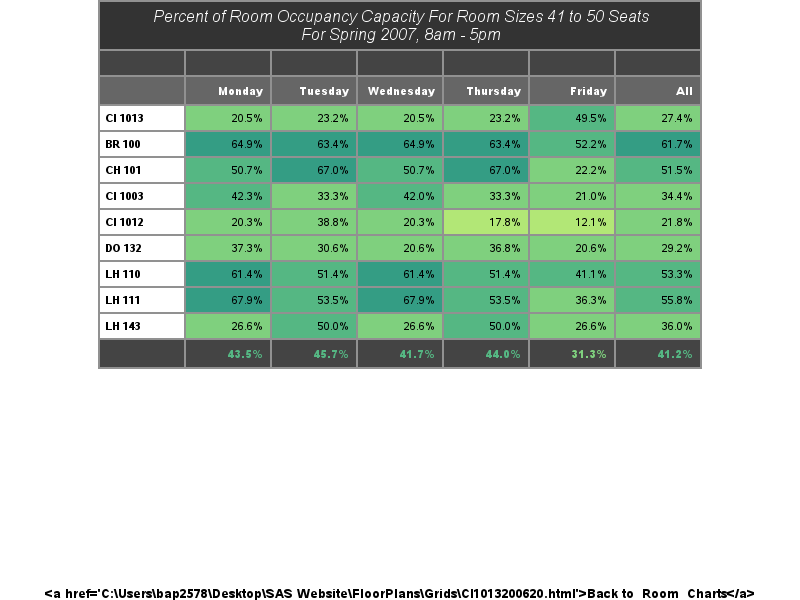 Percent of Room Occupancy Capacity For Room Sizes 41 to 50 Seats
For Spring 2007, 8am - 5pm
Monday Tuesday Wednesday Thursday Friday All
CI 1013 20.5% 23.2% 20.5% 23.2% 49.5% 27.4%
BR 100 64.9% 63.4% 64.9% 63.4% 52.2% 61.7%
CH 101 50.7% 67.0% 50.7% 67.0% 22.2% 51.5%
CI 1003 42.3% 33.3% 42.0% 33.3% 21.0% 34.4%
CI 1012 20.3% 38.8% 20.3% 17.8% 12.1% 21.8%
DO 132 37.3% 30.6% 20.6% 36.8% 20.6% 29.2%
LH 110 61.4% 51.4% 61.4% 51.4% 41.1% 53.3%
LH 111 67.9% 53.5% 67.9% 53.5% 36.3% 55.8%
LH 143 26.6% 50.0% 26.6% 50.0% 26.6% 36.0%
43.5% 45.7% 41.7% 44.0% 31.3% 41.2%
<a href='C:\Users\bap2578\Desktop\SAS Website\FloorPlans\Grids\CI1013200620.html'>Back to Room Charts</a>